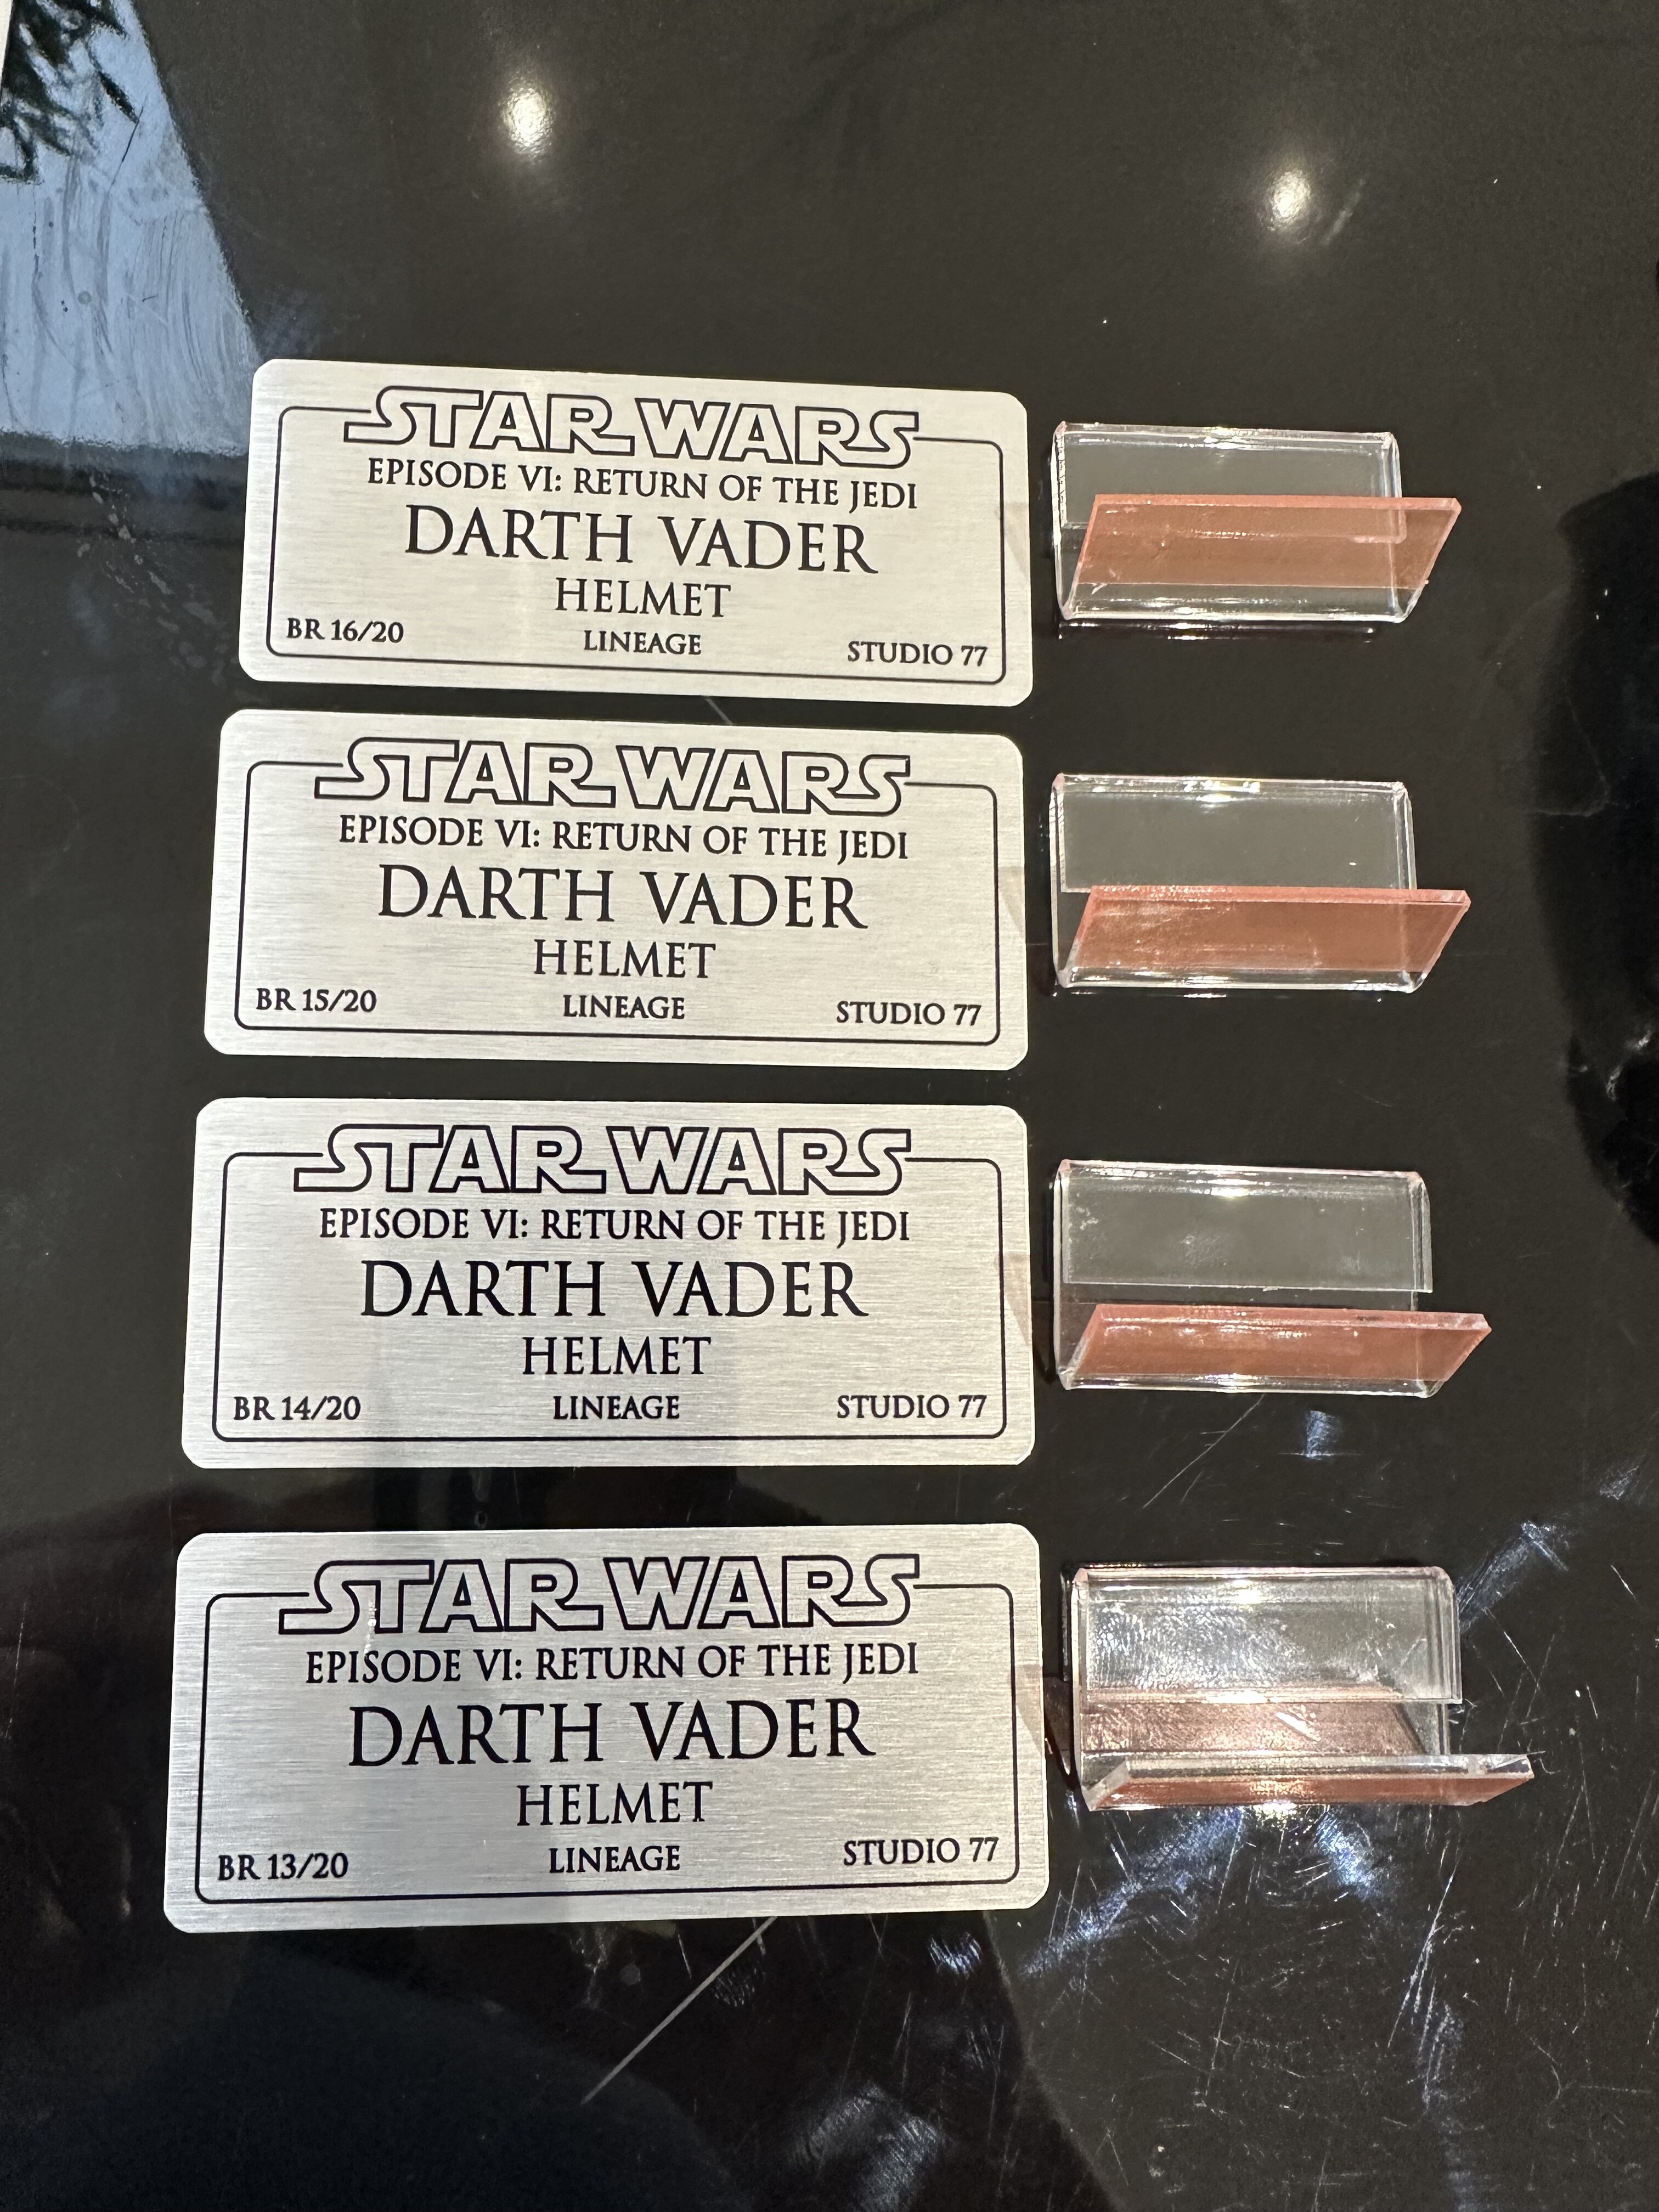 STAR WARS
EPISODE VI: RETURN OF THE JEDI
DARTH VADER
HELMET
BR 16/20 LINEAGE STUDIO 77
STAR WARS
EPISODE VI: RETURN OF THE JEDI
DARTH VADER
HELMET
BR 15/20 LINEAGE STUDIO 77
STAR WARS
EPISODE VI: RETURN OF THE JEDI
DARTH VADER
HELMET
BR 14/20 LINEAGE STUDIO 77
STAR WARS
EPISODE VI: RETURN OF THE JEDI
DARTH VADER
HELMET
BR 13/20 LINEAGE STUDIO 77